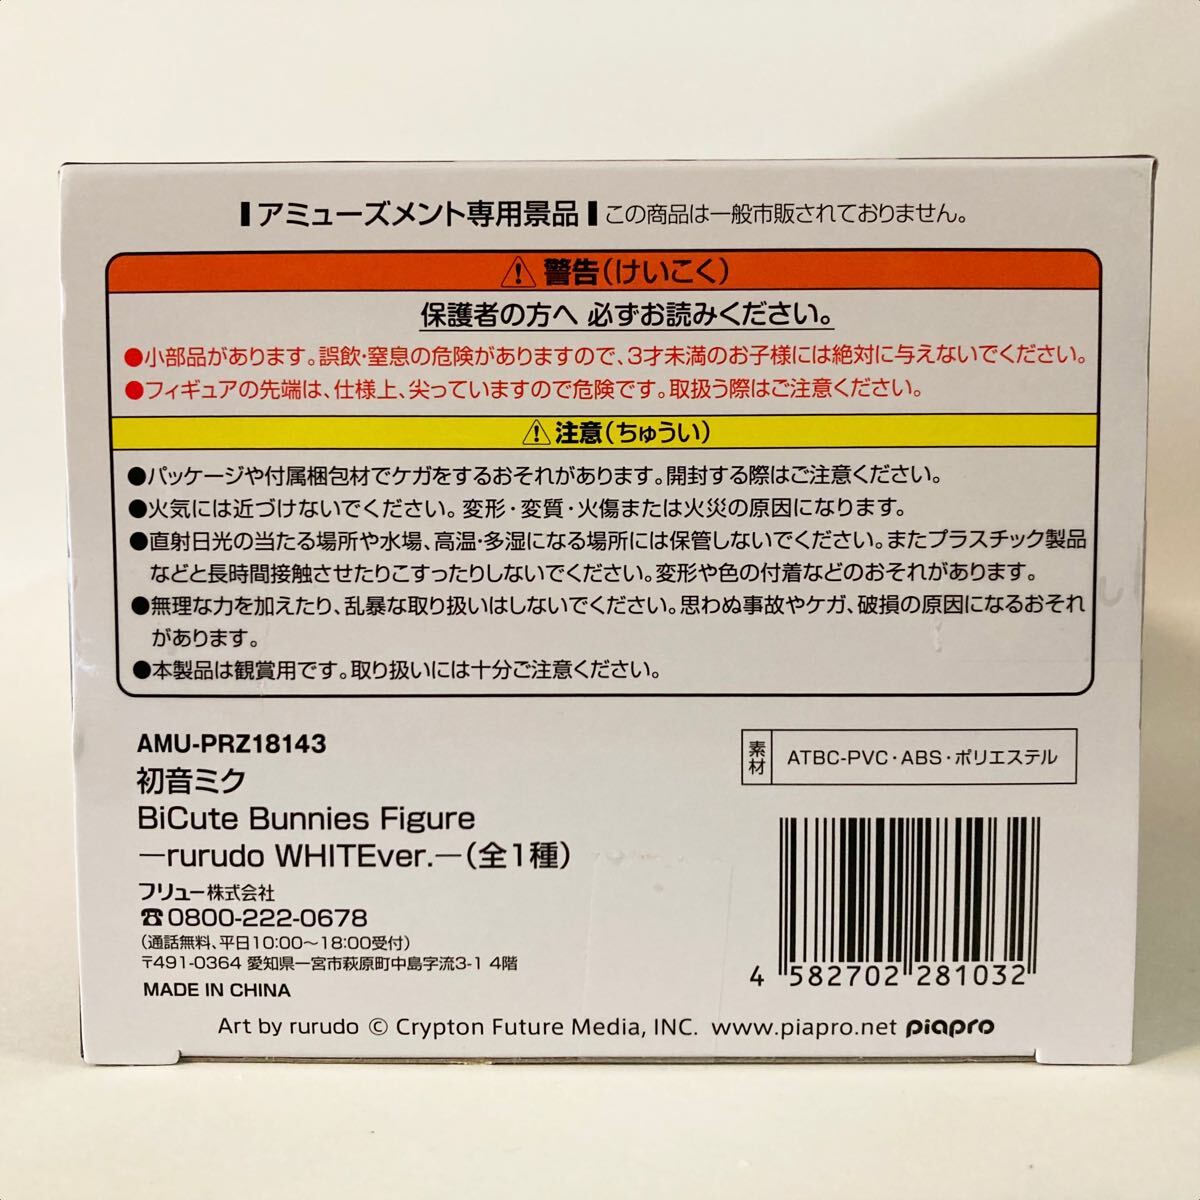 アミューズメント専用景品 この商品は一般市販されておりません。
⚠ 警告(けいこく)
保護者の方へ 必ずお読みください。
●小部品があります。誤飲・窒息の危険がありますので、3才未満のお子様には絶対に与えないでください。
●フィギュアの先端は、仕様上、尖っていますので危険です。取扱う際はご注意ください。
⚠ 注意(ちゅうい)
●パッケージや付属梱包材でケガをするおそれがあります。開封する際はご注意ください。
●火気には近づけないでください。変形・変質・火傷または火災の原因になります。
●直射日光の当たる場所や水場、高温・多湿になる場所には保管しないでください。またプラスチック製品
などと長時間接触させたりこすったりしないでください。変形や色の付着などのおそれがあります。
●無理な力を加えたり、乱暴な取り扱いはしないでください。思わぬ事故やケガ、破損の原因になるおそれ
があります。
●本製品は観賞用です。取り扱いには十分ご注意ください。
AMU-PRZ18143
初音ミク
BiCute Bunnies Figure
―rurudo WHITEver.―(全1種)
フリュー株式会社
☎0800-222-0678
(通話無料、平日10:00〜18:00受付)
〒491-0364 愛知県一宮市萩原町中島字流3-1 4階
MADE IN CHINA
素材 ATBC-PVC・ABS・ポリエステル
4 582702 281032
Art by rurudo © Crypton Future Media, INC. www.piapro.net piapro